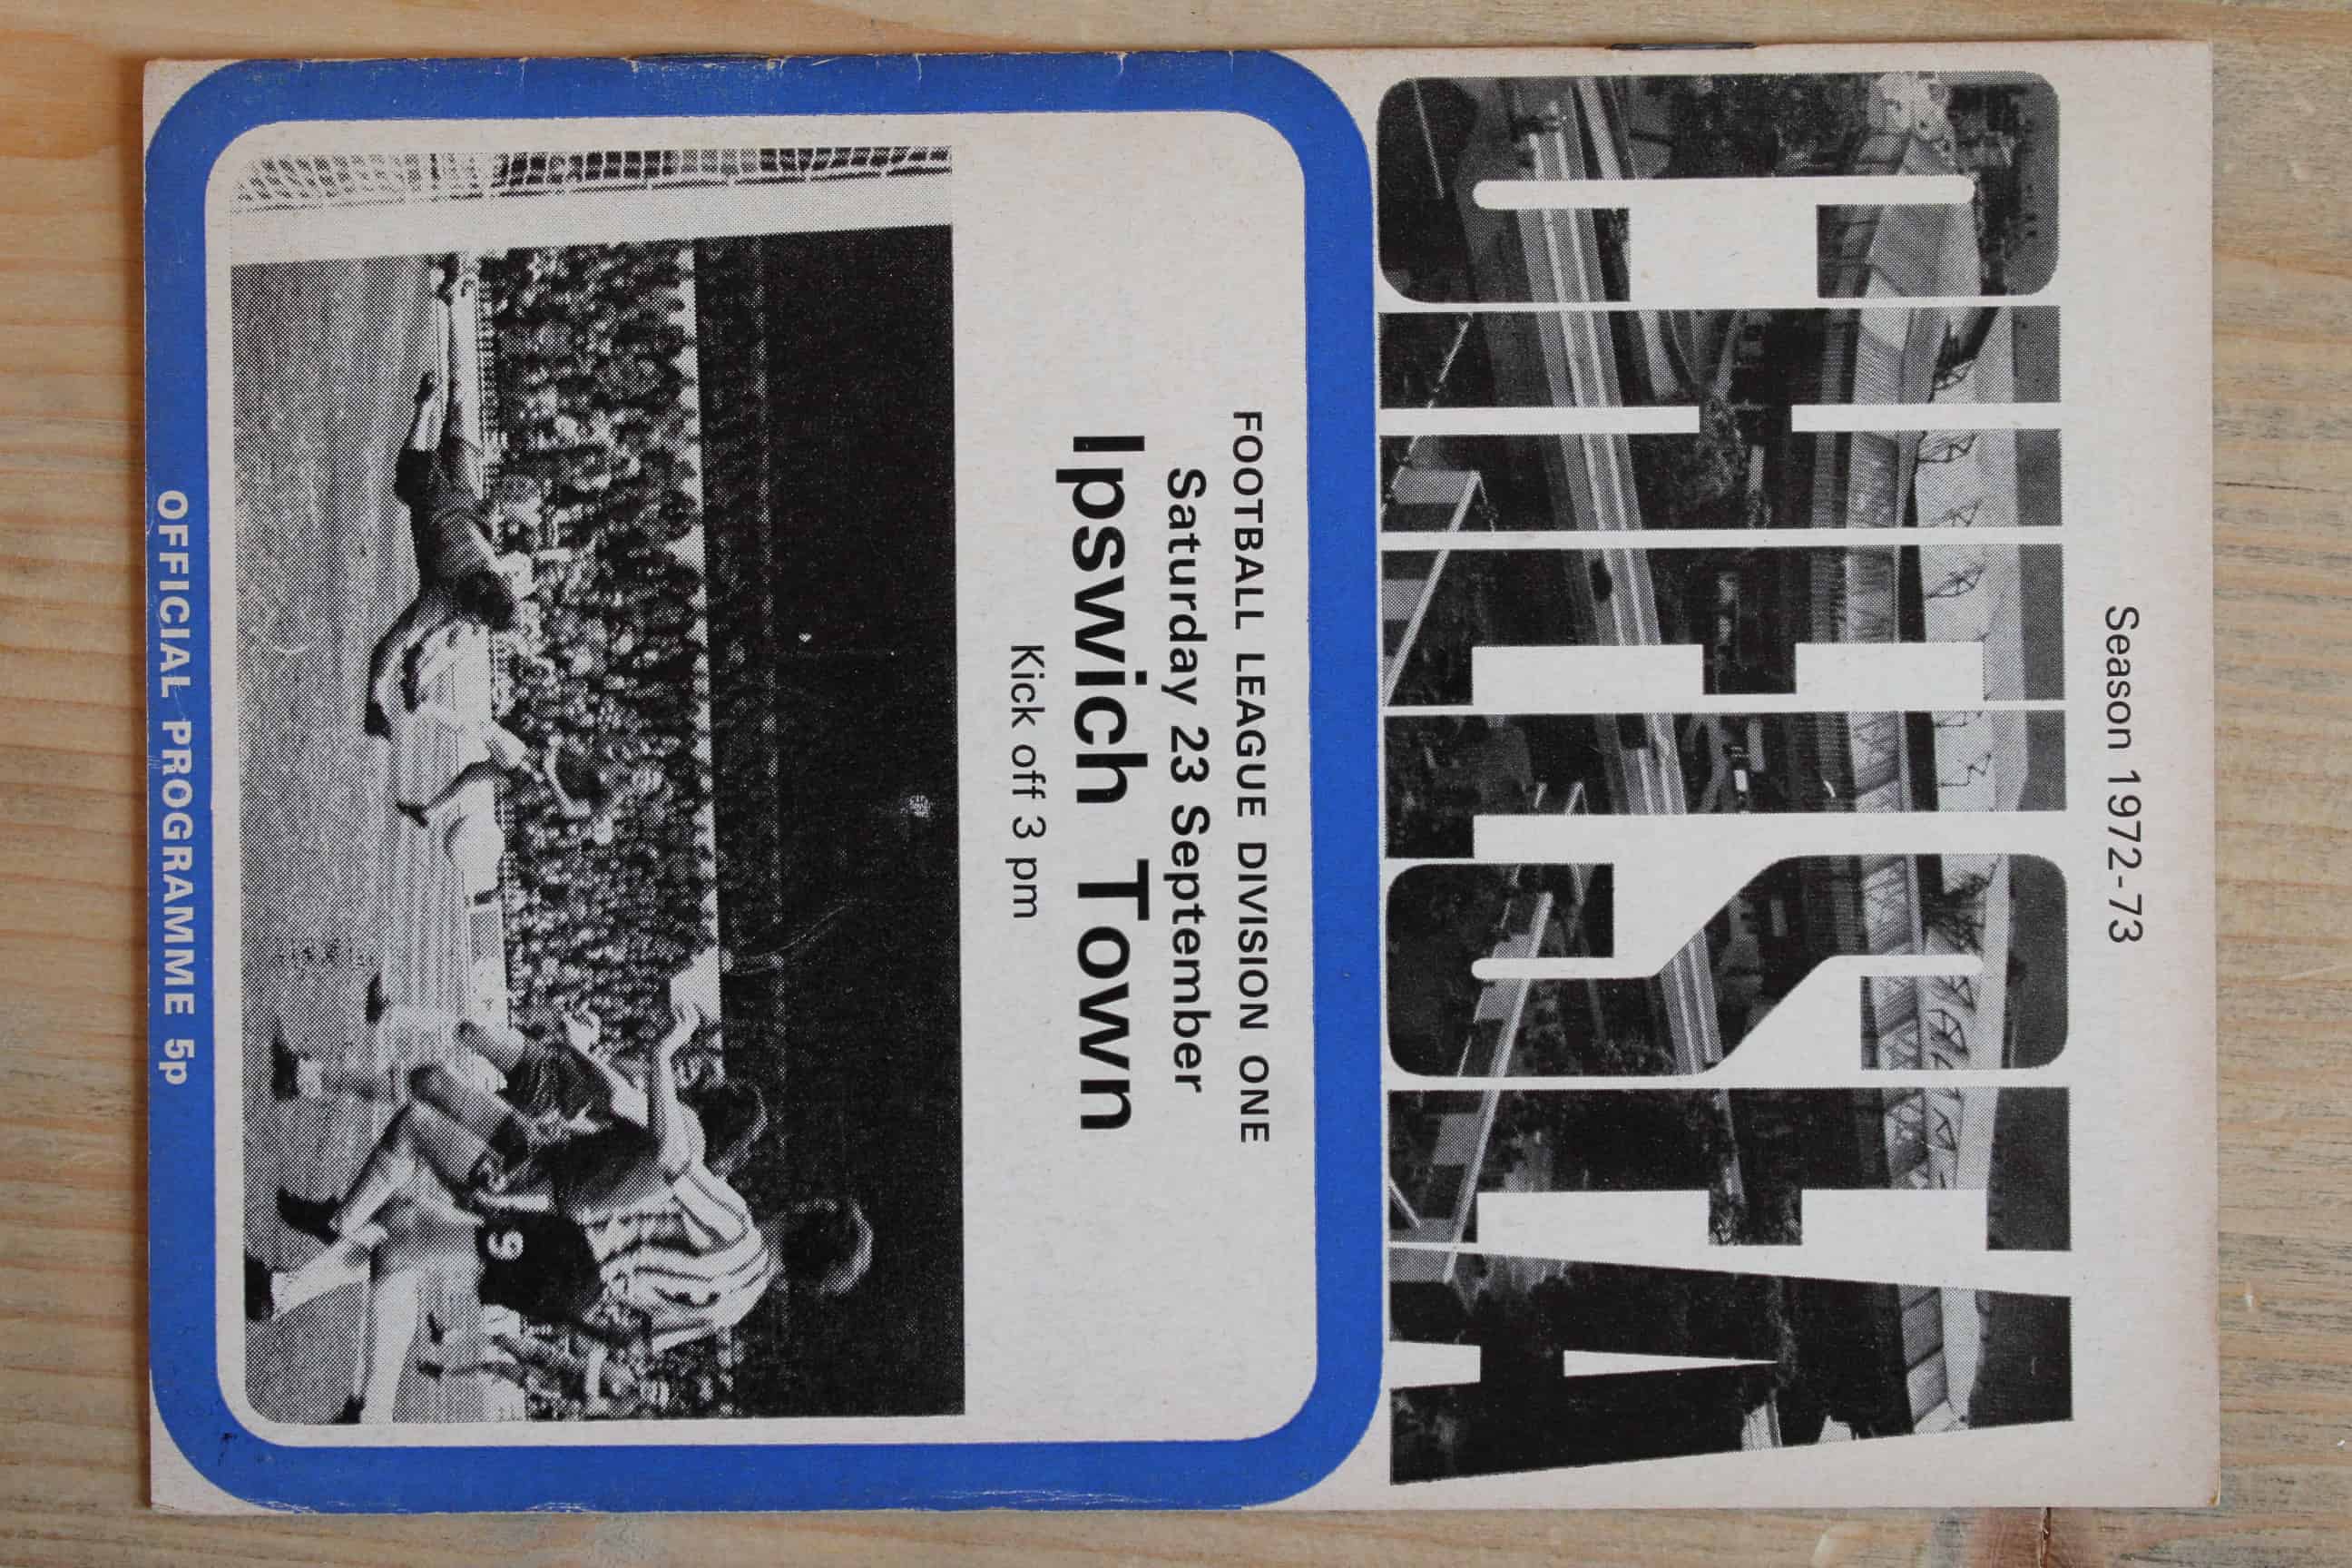 Season 1972-73
CHELSEA
FOOTBALL LEAGUE DIVISION ONE
Saturday 23 September
Ipswich Town
Kick off 3 pm
9
OFFICIAL PROGRAMME 5p